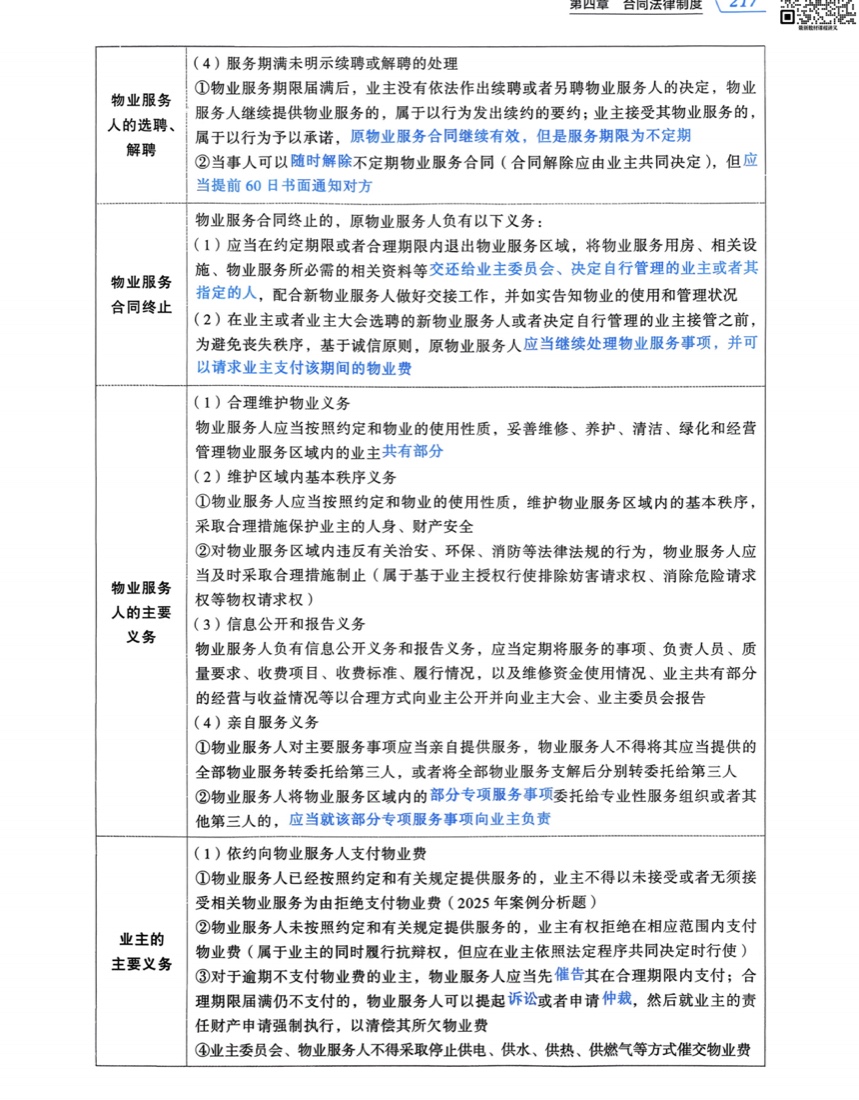 第四章 合同法律制度 217
(4)服务期满未明示续聘或解聘的处理
①物业服务期限届满后，业主没有依法作出续聘或者另聘物业服务人的决定，物业
服务人继续提供物业服务的，属于以行为发出续约的要约；业主接受其物业服务的，
属于以行为予以承诺，原物业服务合同继续有效，但是服务期限为不定期
②当事人可以随时解除不定期物业服务合同(合同解除应由业主共同决定)，但应
当提前60日书面通知对方
物业服务
人的选聘、
解聘
物业服务合同终止的，原物业服务人负有以下义务：
(1)应当在约定期限或者合理期限内退出物业服务区域，将物业服务用房、相关设
施、物业服务所必需的相关资料等交还给业主委员会、决定自行管理的业主或者其
指定的人，配合新物业服务人做好交接工作，并如实告知物业的使用和管理状况
(2)在业主或者业主大会选聘的新物业服务人或者决定自行管理的业主接管之前，
为避免丧失秩序，基于诚信原则，原物业服务人应当继续处理物业服务事项，并可
以请求业主支付该期间的物业费
物业服务
合同终止
(1)合理维护物业义务
物业服务人应当按照约定和物业的使用性质，妥善维修、养护、清洁、绿化和经营
管理物业服务区域内的业主共有部分
(2)维护区域内基本秩序义务
①物业服务人应当按照约定和物业的使用性质，维护物业服务区域内的基本秩序，
采取合理措施保护业主的人身、财产安全
②对物业服务区域内违反有关治安、环保、消防等法律法规的行为，物业服务人应
当及时采取合理措施制止(属于基于业主授权行使排除妨害请求权、消除危险请求
权等物权请求权)
(3)信息公开和报告义务
物业服务人负有信息公开义务和报告义务，应当定期将服务的事项、负责人员、质
量要求、收费项目、收费标准、履行情况，以及维修资金使用情况、业主共有部分
的经营与收益情况等以合理方式向业主公开并向业主大会、业主委员会报告
(4)亲自服务义务
①物业服务人对主要服务事项应当亲自提供服务，物业服务人不得将其应当提供的
全部物业服务转委托给第三人，或者将全部物业服务支解后分别转委托给第三人
②物业服务人将物业服务区域内的部分专项服务事项委托给专业性服务组织或者其
他第三人的，应当就该部分专项服务事项向业主负责
物业服务
人的主要
义务
(1)依约向物业服务人支付物业费
①物业服务人已经按照约定和有关规定提供服务的，业主不得以未接受或者无须接
受相关物业服务为由拒绝支付物业费(2025年案例分析题)
②物业服务人未按照约定和有关规定提供服务的，业主有权拒绝在相应范围内支付
物业费(属于业主的同时履行抗辩权，但应在业主依照法定程序共同决定时行使)
③对于逾期不支付物业费的业主，物业服务人应当先催告其在合理期限内支付；合
理期限届满仍不支付的，物业服务人可以提起诉讼或者申请仲裁，然后就业主的责
任财产申请强制执行，以清偿其所欠物业费
④业主委员会、物业服务人不得采取停止供电、供水、供热、供燃气等方式催交物业费
业主的
主要义务